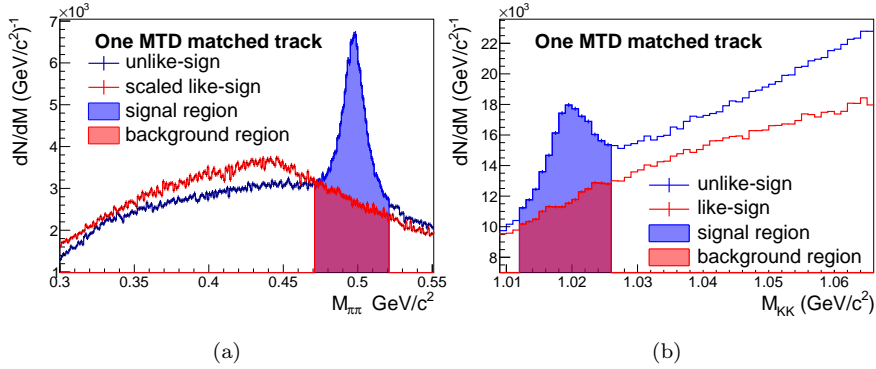 ×10³
7
6
5
4
3
2
1
dN/dM (GeV/c²)⁻¹
One MTD matched track
unlike-sign
scaled like-sign
signal region
background region
0.3 0.35 0.4 0.45 0.5 0.55
M_ππ GeV/c²
(a)
×10³
22
20
18
16
14
12
10
8
dN/dM (GeV/c²)⁻¹
One MTD matched track
unlike-sign
like-sign
signal region
background region
1.01 1.02 1.03 1.04 1.05 1.06
M_KK (GeV/c²)
(b)